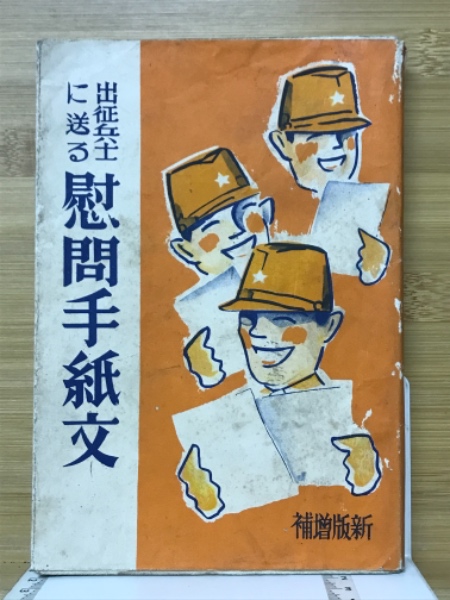 出征兵士
に送る
慰問手紙文
新版増補